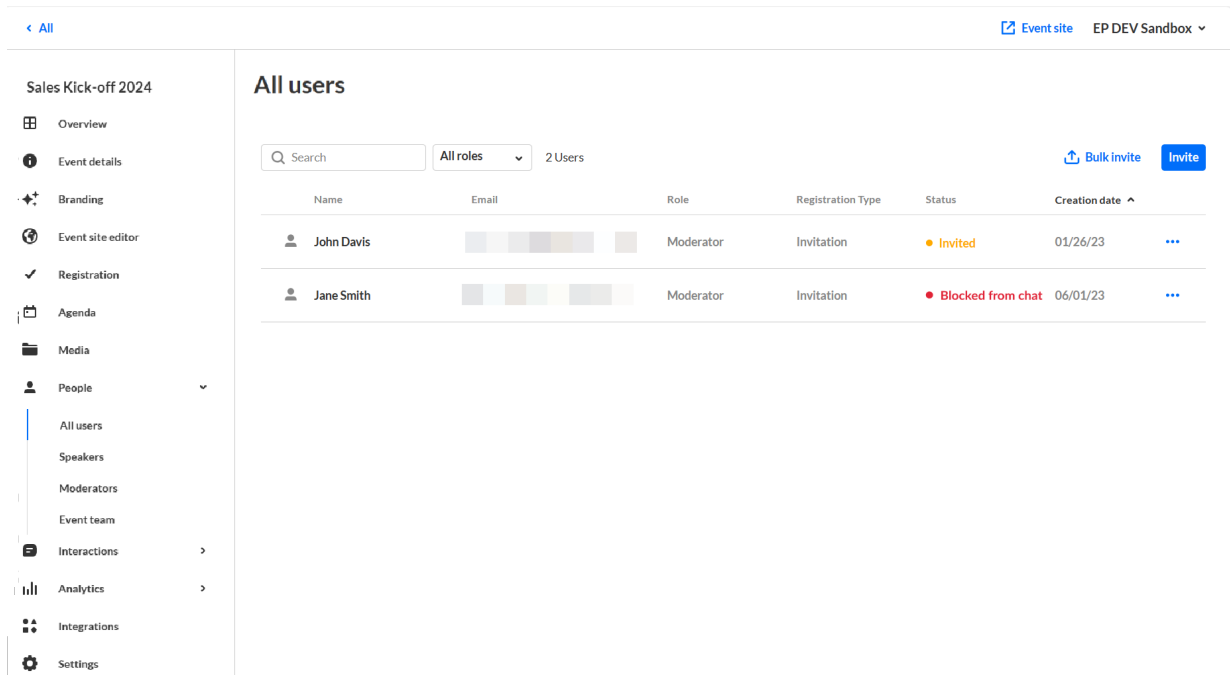 All
Event site EP DEV Sandbox
Sales Kick-off 2024
Overview
Event details
Branding
Event site editor
Registration
Agenda
Media
People
All users
Speakers
Moderators
Event team
Interactions
Analytics
Integrations
Settings
All users
Search All roles 2 Users Bulk invite Invite
Name Email Role Registration Type Status Creation date
John Davis Moderator Invitation Invited 01/26/23
Jane Smith Moderator Invitation Blocked from chat 06/01/23